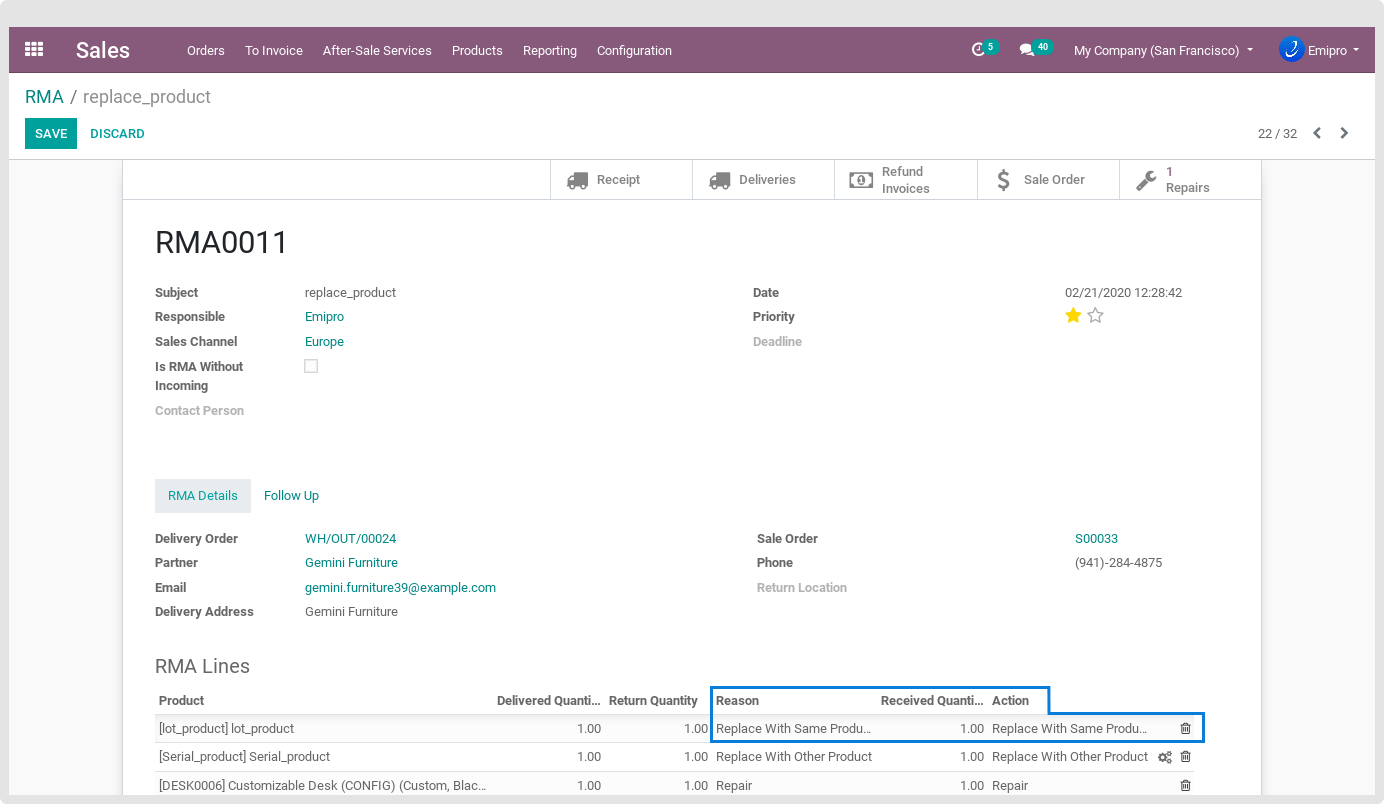 Sales Orders To Invoice After-Sale Services Products Reporting Configuration 5 40 My Company (San Francisco) Emipro
RMA / replace_product
SAVE DISCARD 22 / 32
Receipt Deliveries Refund Invoices $ Sale Order 1 Repairs
RMA0011
Subject replace_product Date 02/21/2020 12:28:42
Responsible Emipro Priority
Sales Channel Europe Deadline
Is RMA Without
Incoming
Contact Person
RMA Details Follow Up
Delivery Order WH/OUT/00024 Sale Order S00033
Partner Gemini Furniture Phone (941)-284-4875
Email gemini.furniture39@example.com Return Location
Delivery Address Gemini Furniture
RMA Lines
Product Delivered Quanti... Return Quantity Reason Received Quanti... Action
[lot_product] lot_product 1.00 1.00 Replace With Same Produ... 1.00 Replace With Same Produ...
[Serial_product] Serial_product 1.00 1.00 Replace With Other Product 1.00 Replace With Other Product
[DESK0006] Customizable Desk (CONFIG) (Custom, Blac... 1.00 1.00 Repair 1.00 Repair